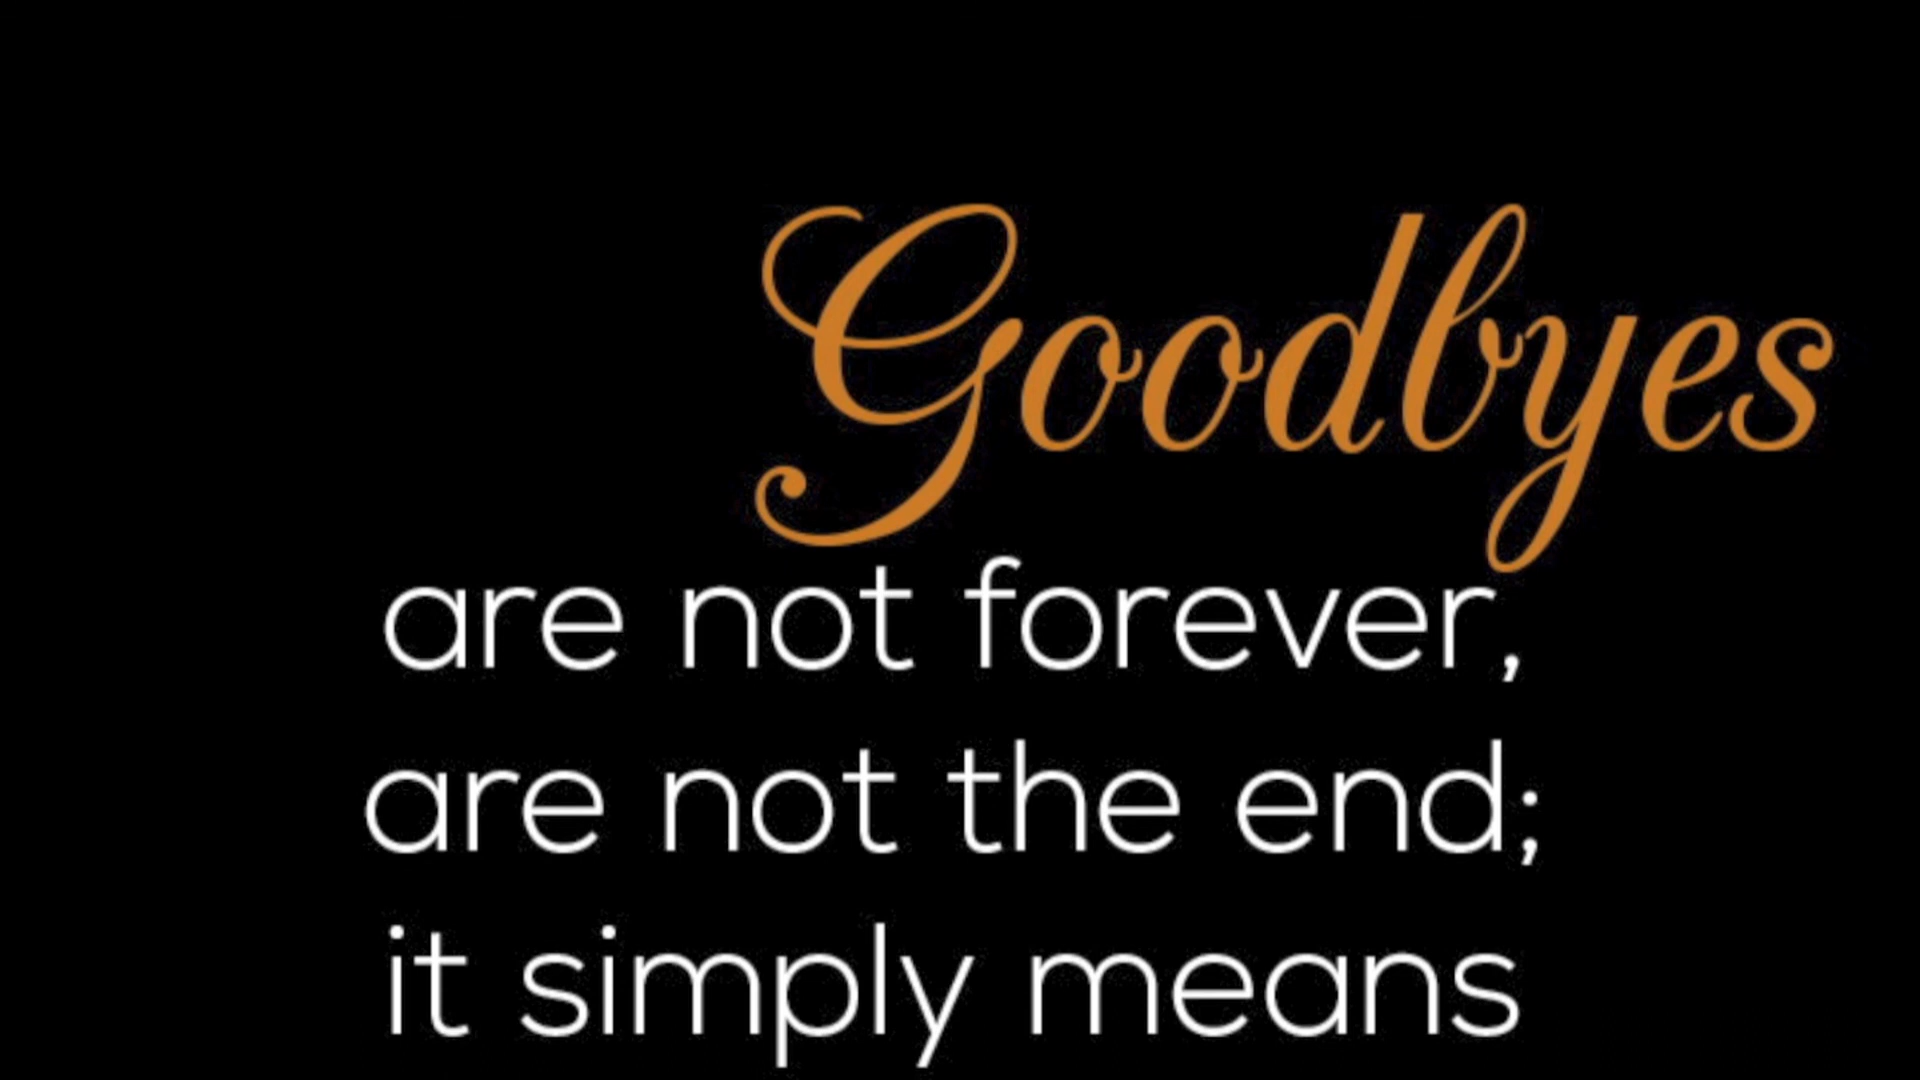 Goodbyes
are not forever,
are not the end;
it simply means